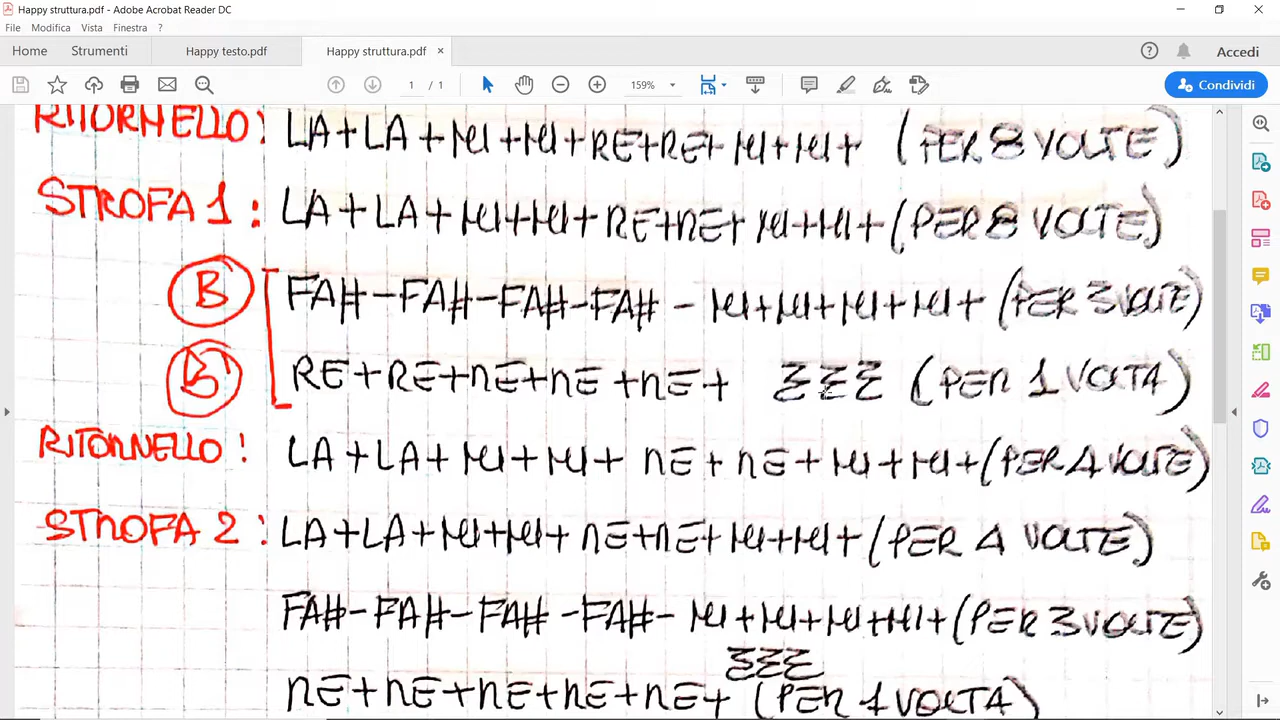 Happy struttura.pdf - Adobe Acrobat Reader DC
File Modifica Vista Finestra ?
Home Strumenti Happy testo.pdf Happy struttura.pdf × Accedi
1 / 1 159% Condividi
RITORNELLO: LA+LA+MI+MI+RE+RE+MI+MI+ (PER 8 VOLTE)
STROFA 1: LA+LA+MI+MI+RE+RE+MI+MI+(PER 8 VOLTE)
B FA#-FA#-FA#-FA#- MI+MI+MI+MI+ (PER 3 VOLTE)
B RE+RE+RE+RE+RE+ ΞΞΞ (PER 1 VOLTA)
RITORNELLO: LA+LA+MI+MI+ RE+RE+MI+MI+(PER 4 VOLTE)
STROFA 2: LA+LA+MI+MI+ RE+RE+MI+MI+(PER 4 VOLTE)
FA#-FA#-FA#-FA#- MI+MI+MI+MI+(PER 3 VOLTE)
ΞΞΞ
RE+RE+RE+RE+RE+ (PER 1 VOLTA)